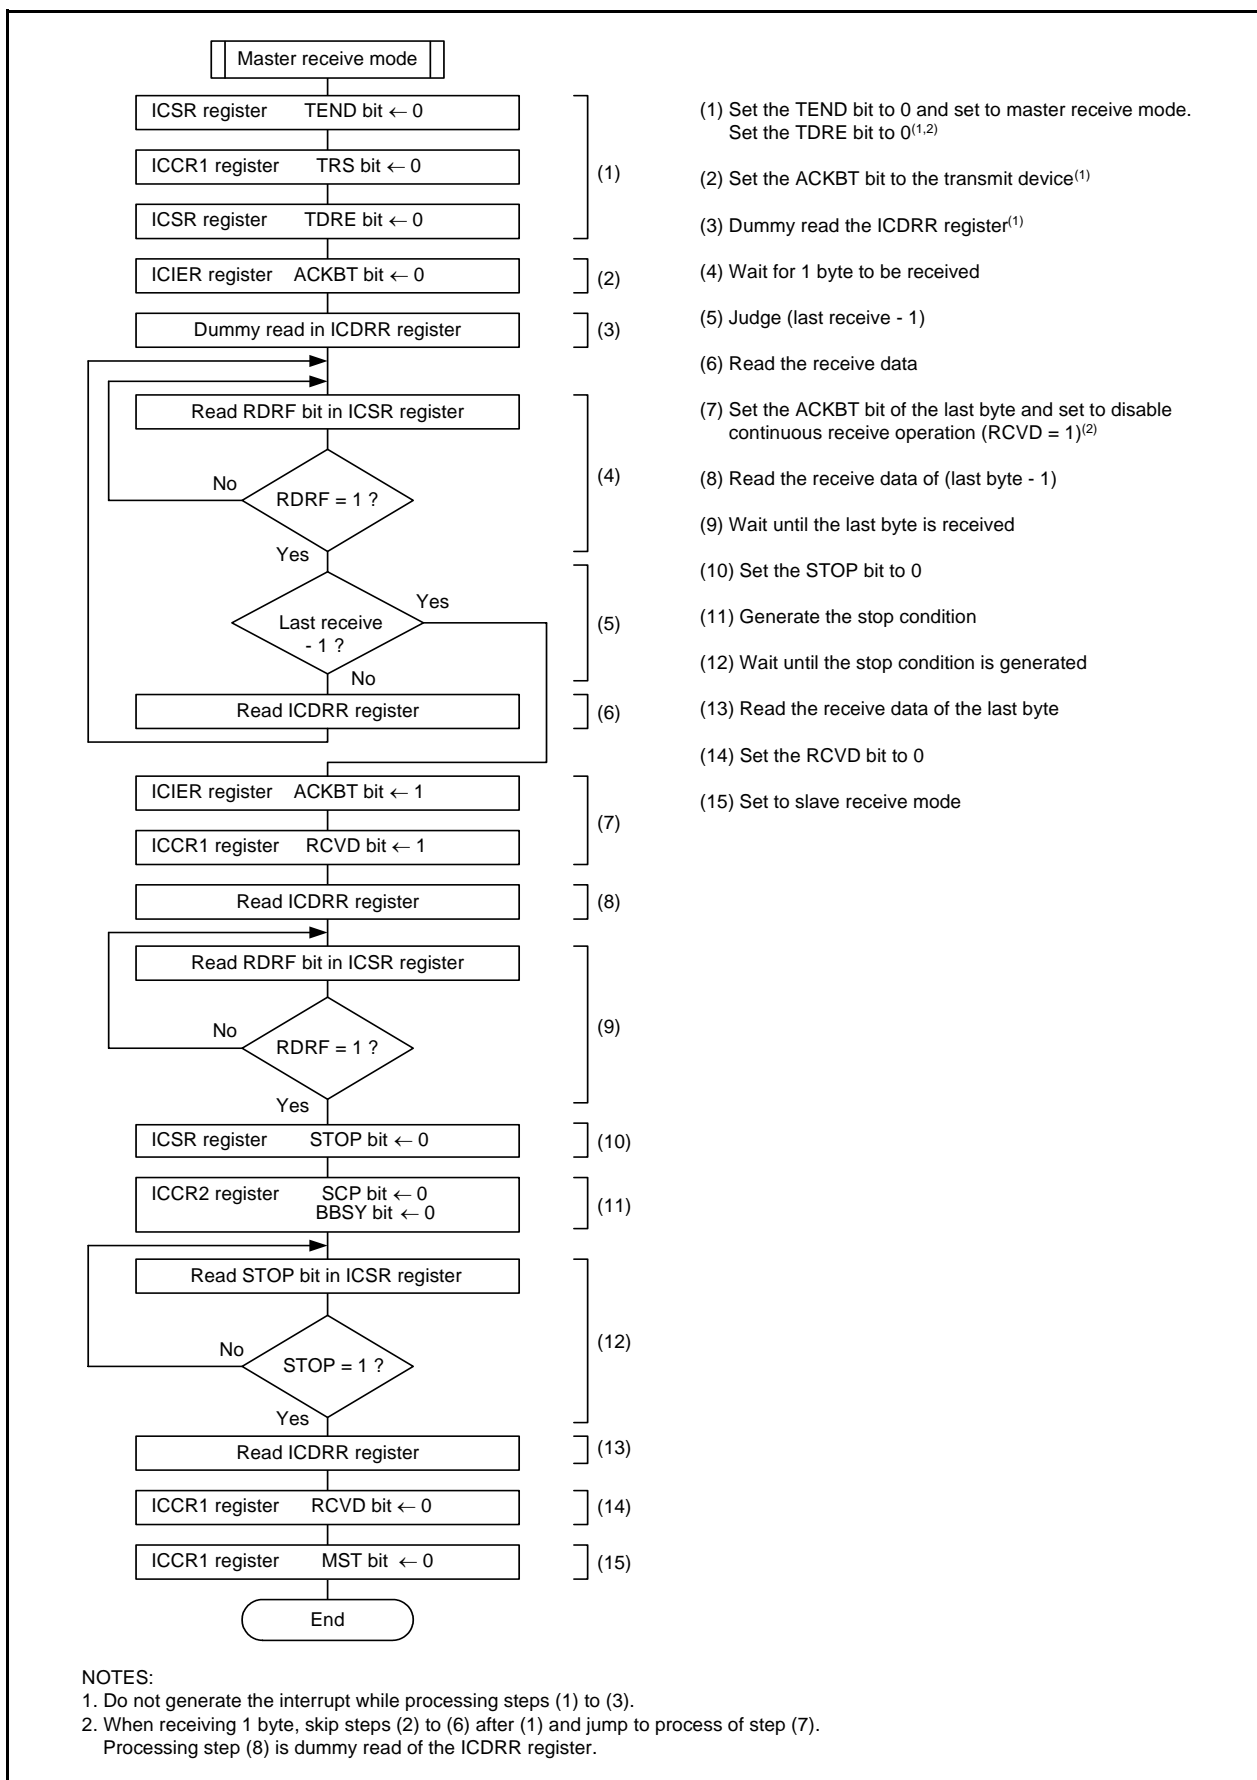 Master receive mode
ICSR register TEND bit ← 0
ICCR1 register TRS bit ← 0
(1)
ICSR register TDRE bit ← 0
ICIER register ACKBT bit ← 0
(2)
Dummy read in ICDRR register
(3)
Read RDRF bit in ICSR register
(4)
No
RDRF = 1 ?
Yes
Yes
Last receive
- 1 ?
(5)
No
Read ICDRR register
(6)
ICIER register ACKBT bit ← 1
(7)
ICCR1 register RCVD bit ← 1
Read ICDRR register
(8)
Read RDRF bit in ICSR register
(9)
No
RDRF = 1 ?
Yes
ICSR register STOP bit ← 0
(10)
ICCR2 register SCP bit ← 0
BBSY bit ← 0
(11)
Read STOP bit in ICSR register
(12)
No
STOP = 1 ?
Yes
Read ICDRR register
(13)
ICCR1 register RCVD bit ← 0
(14)
ICCR1 register MST bit ← 0
(15)
End
(1) Set the TEND bit to 0 and set to master receive mode.
Set the TDRE bit to 0(1,2)
(2) Set the ACKBT bit to the transmit device(1)
(3) Dummy read the ICDRR register(1)
(4) Wait for 1 byte to be received
(5) Judge (last receive - 1)
(6) Read the receive data
(7) Set the ACKBT bit of the last byte and set to disable
continuous receive operation (RCVD = 1)(2)
(8) Read the receive data of (last byte - 1)
(9) Wait until the last byte is received
(10) Set the STOP bit to 0
(11) Generate the stop condition
(12) Wait until the stop condition is generated
(13) Read the receive data of the last byte
(14) Set the RCVD bit to 0
(15) Set to slave receive mode
NOTES:
1. Do not generate the interrupt while processing steps (1) to (3).
2. When receiving 1 byte, skip steps (2) to (6) after (1) and jump to process of step (7).
Processing step (8) is dummy read of the ICDRR register.